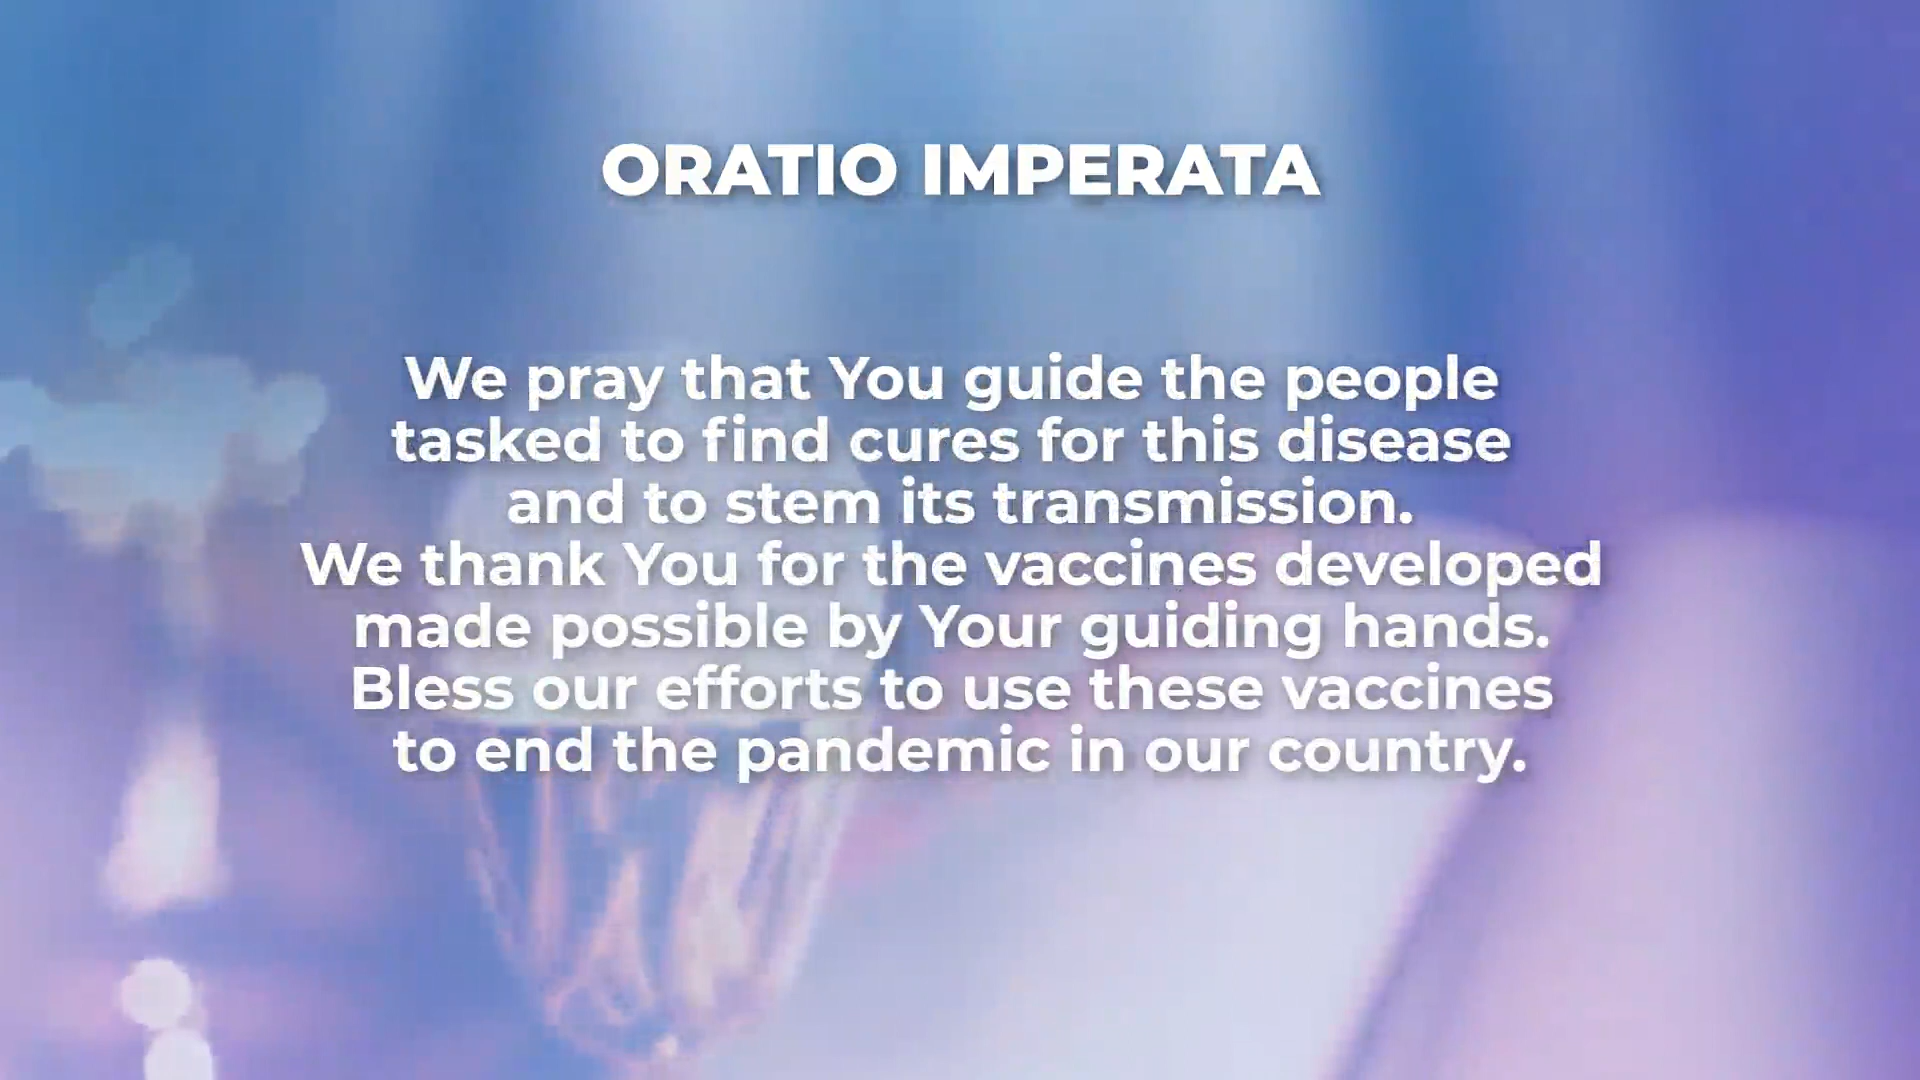 ORATIO IMPERATA
We pray that You guide the people
tasked to find cures for this disease
and to stem its transmission.
We thank You for the vaccines developed
made possible by Your guiding hands.
Bless our efforts to use these vaccines
to end the pandemic in our country.